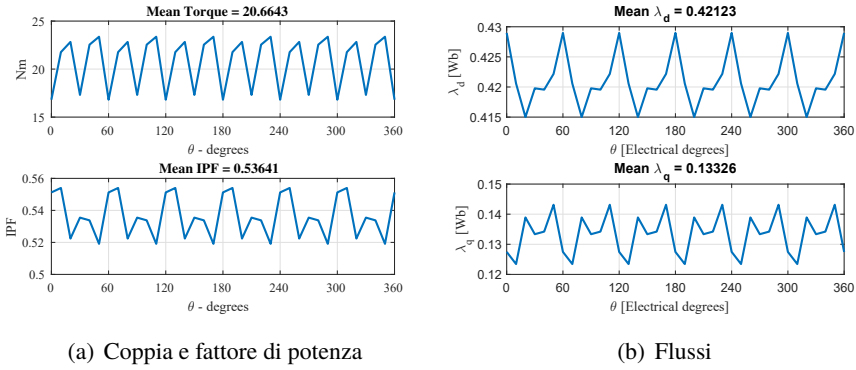 Mean Torque = 20.6643
25
20
15
Nm
0 60 120 180 240 300 360
θ - degrees
Mean IPF = 0.53641
0.56
0.54
0.52
0.5
IPF
0 60 120 180 240 300 360
θ - degrees
(a) Coppia e fattore di potenza
Mean λd = 0.42123
0.43
0.425
0.42
0.415
λd [Wb]
0 60 120 180 240 300 360
θ [Electrical degrees]
Mean λq = 0.13326
0.15
0.14
0.13
0.12
λq [Wb]
0 60 120 180 240 300 360
θ [Electrical degrees]
(b) Flussi